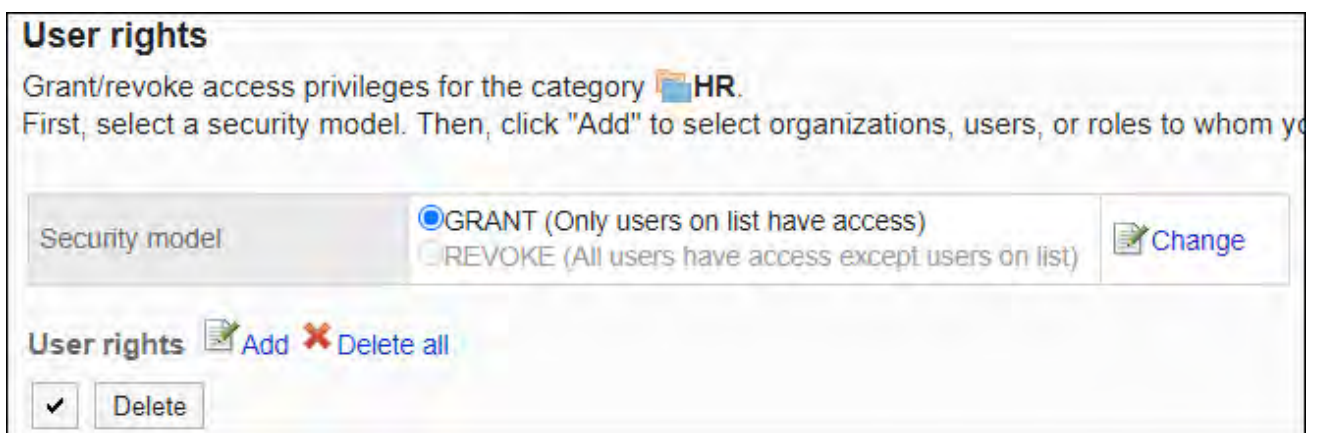 User rights
Grant/revoke access privileges for the category HR.
First, select a security model. Then, click "Add" to select organizations, users, or roles to whom
Security model
GRANT (Only users on list have access)
REVOKE (All users have access except users on list)
Change
User rights Add Delete all
Delete